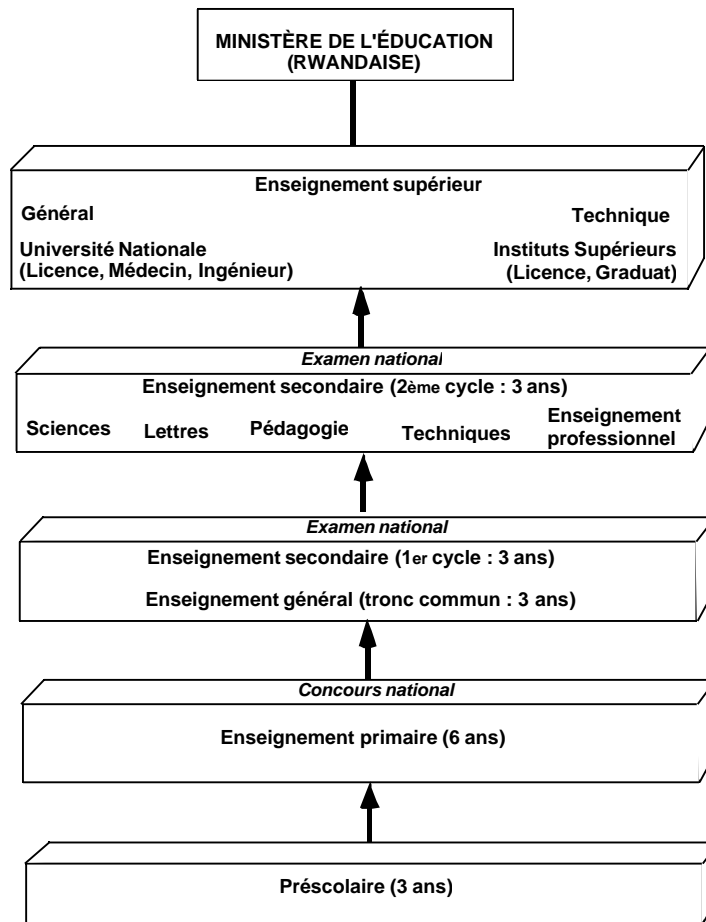 MINISTÈRE DE L'ÉDUCATION
(RWANDAISE)
Enseignement supérieur
Général
Technique
Université Nationale
(Licence, Médecin, Ingénieur)
Instituts Supérieurs
(Licence, Graduat)
Examen national
Enseignement secondaire (2ème cycle : 3 ans)
Sciences
Lettres
Pédagogie
Techniques
Enseignement
professionnel
Examen national
Enseignement secondaire (1er cycle : 3 ans)
Enseignement général (tronc commun : 3 ans)
Concours national
Enseignement primaire (6 ans)
Préscolaire (3 ans)